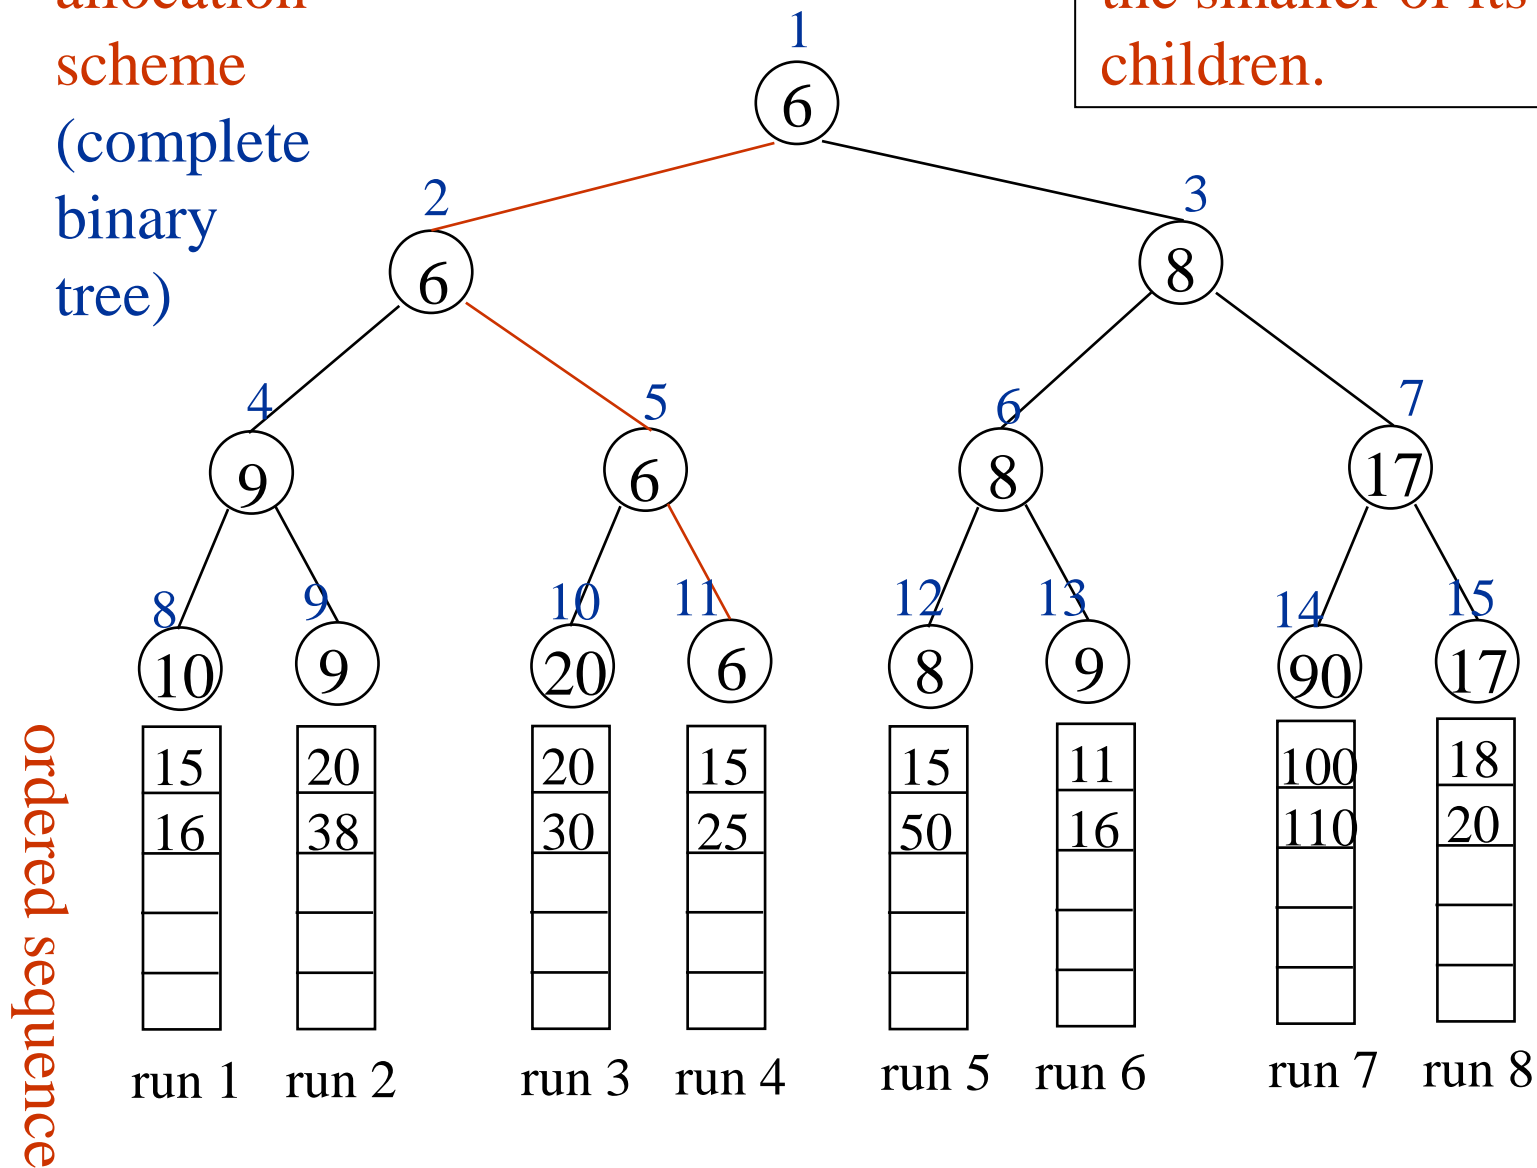 allocation
scheme
(complete
binary
tree)
the smaller of its
children.
1
6
2
3
6
8
4
5
6
7
9
6
8
17
8
9
10
11
12
13
14
15
10
9
20
6
8
9
90
17
15
20
20
15
15
11
100
18
16
38
30
25
50
16
110
20
run 1
run 2
run 3
run 4
run 5
run 6
run 7
run 8
ordered sequence